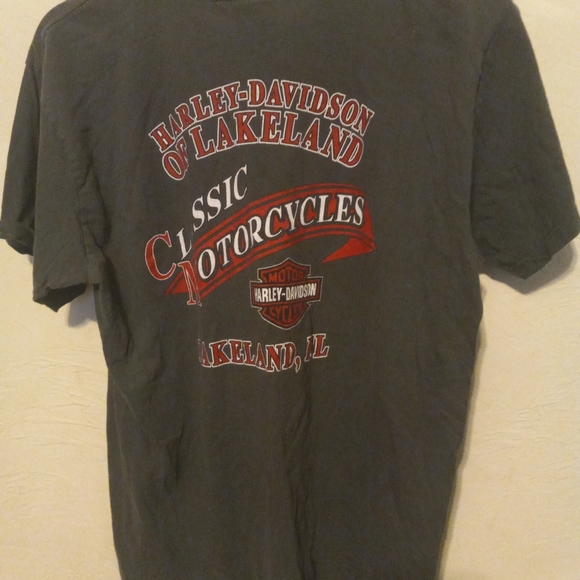 HARLEY-DAVIDSON
OF LAKELAND
CLASSIC
MOTORCYCLES
MOTOR
HARLEY-DAVIDSON
CYCLES
LAKELAND, FL